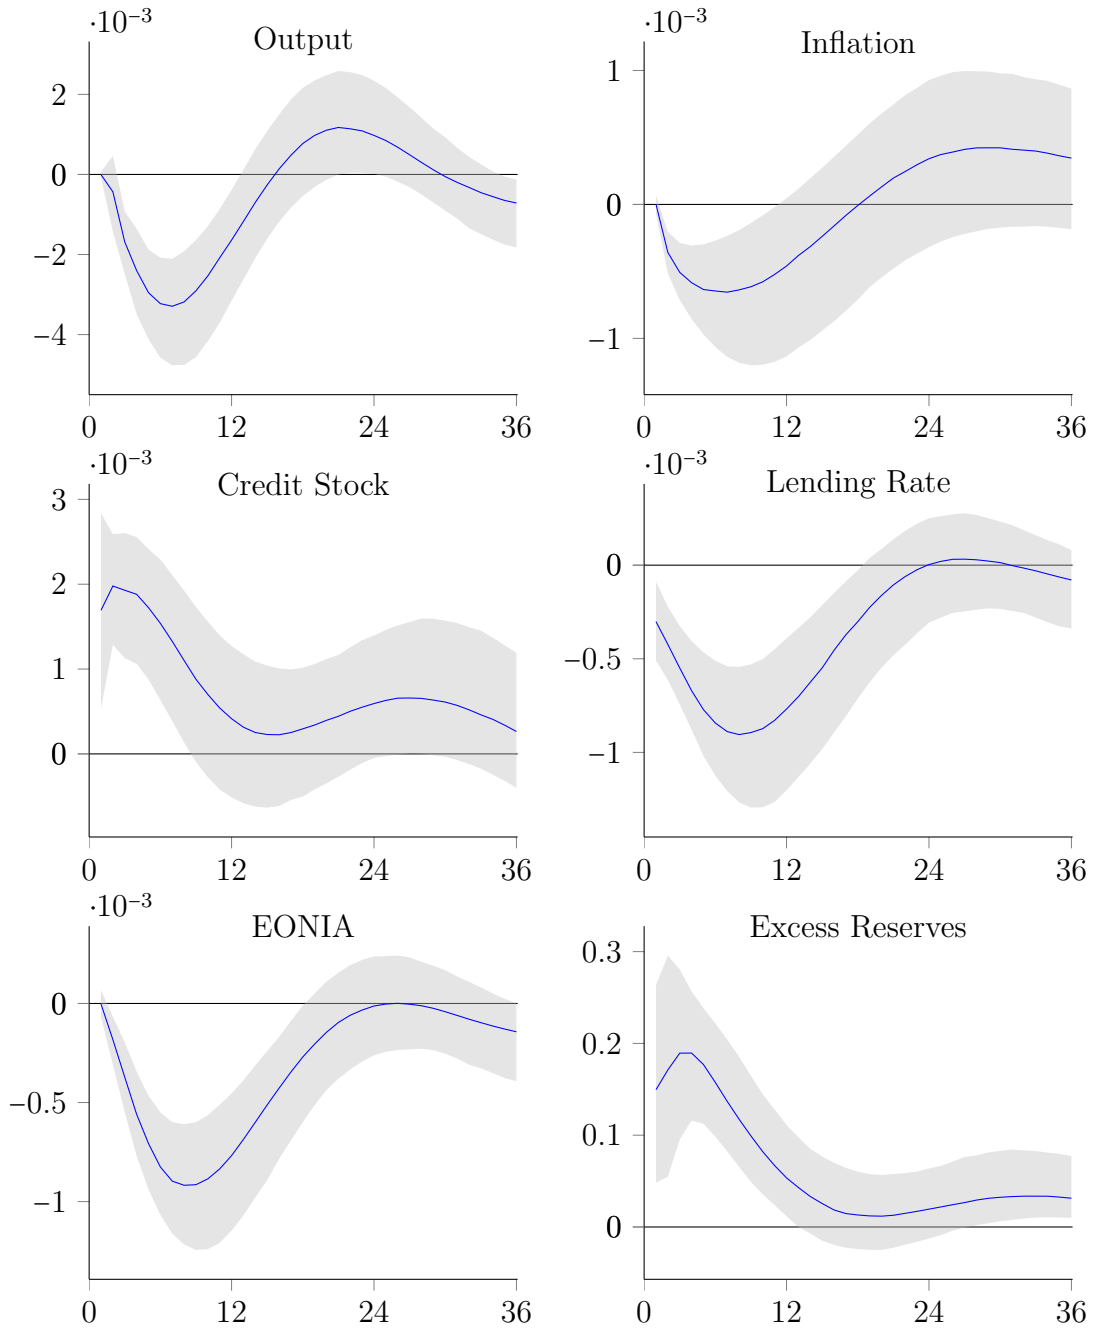 ·10⁻³
Output
2
0
−2
−4
0 12 24 36
·10⁻³
Inflation
1
0
−1
0 12 24 36
·10⁻³
Credit Stock
3
2
1
0
0 12 24 36
·10⁻³
Lending Rate
0
−0.5
−1
0 12 24 36
·10⁻³
EONIA
0
−0.5
−1
0 12 24 36
Excess Reserves
0.3
0.2
0.1
0
0 12 24 36